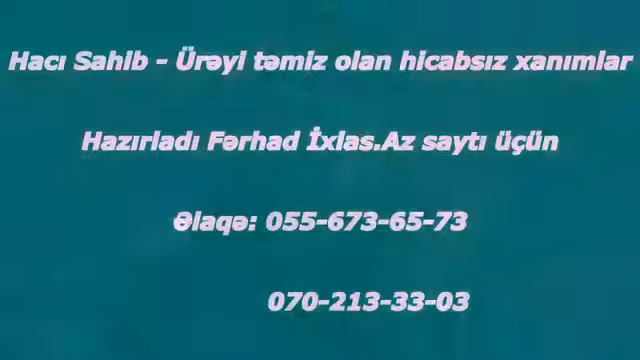 Hacı Sahib - Ürəyi təmiz olan hicabsız xanımlar
Hazırladı Fərhad İxlas.Az saytı üçün
Əlaqə: 055-673-65-73
070-213-33-03